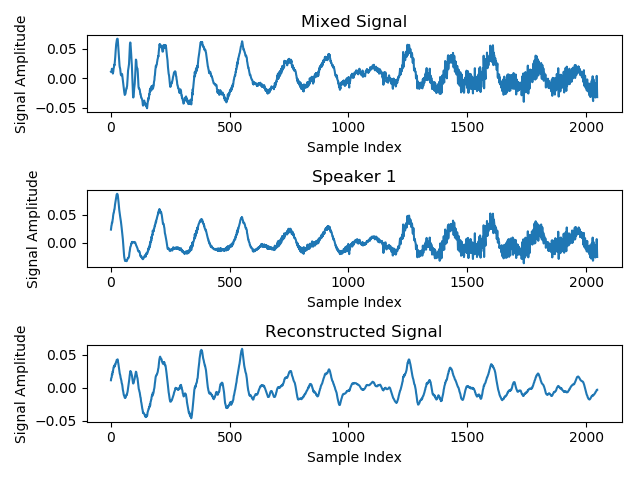 Mixed Signal
Signal Amplitude
0.05
0.00
−0.05
0
500
1000
1500
2000
Sample Index
Speaker 1
Signal Amplitude
0.05
0.00
0
500
1000
1500
2000
Sample Index
Reconstructed Signal
Signal Amplitude
0.05
0.00
−0.05
0
500
1000
1500
2000
Sample Index